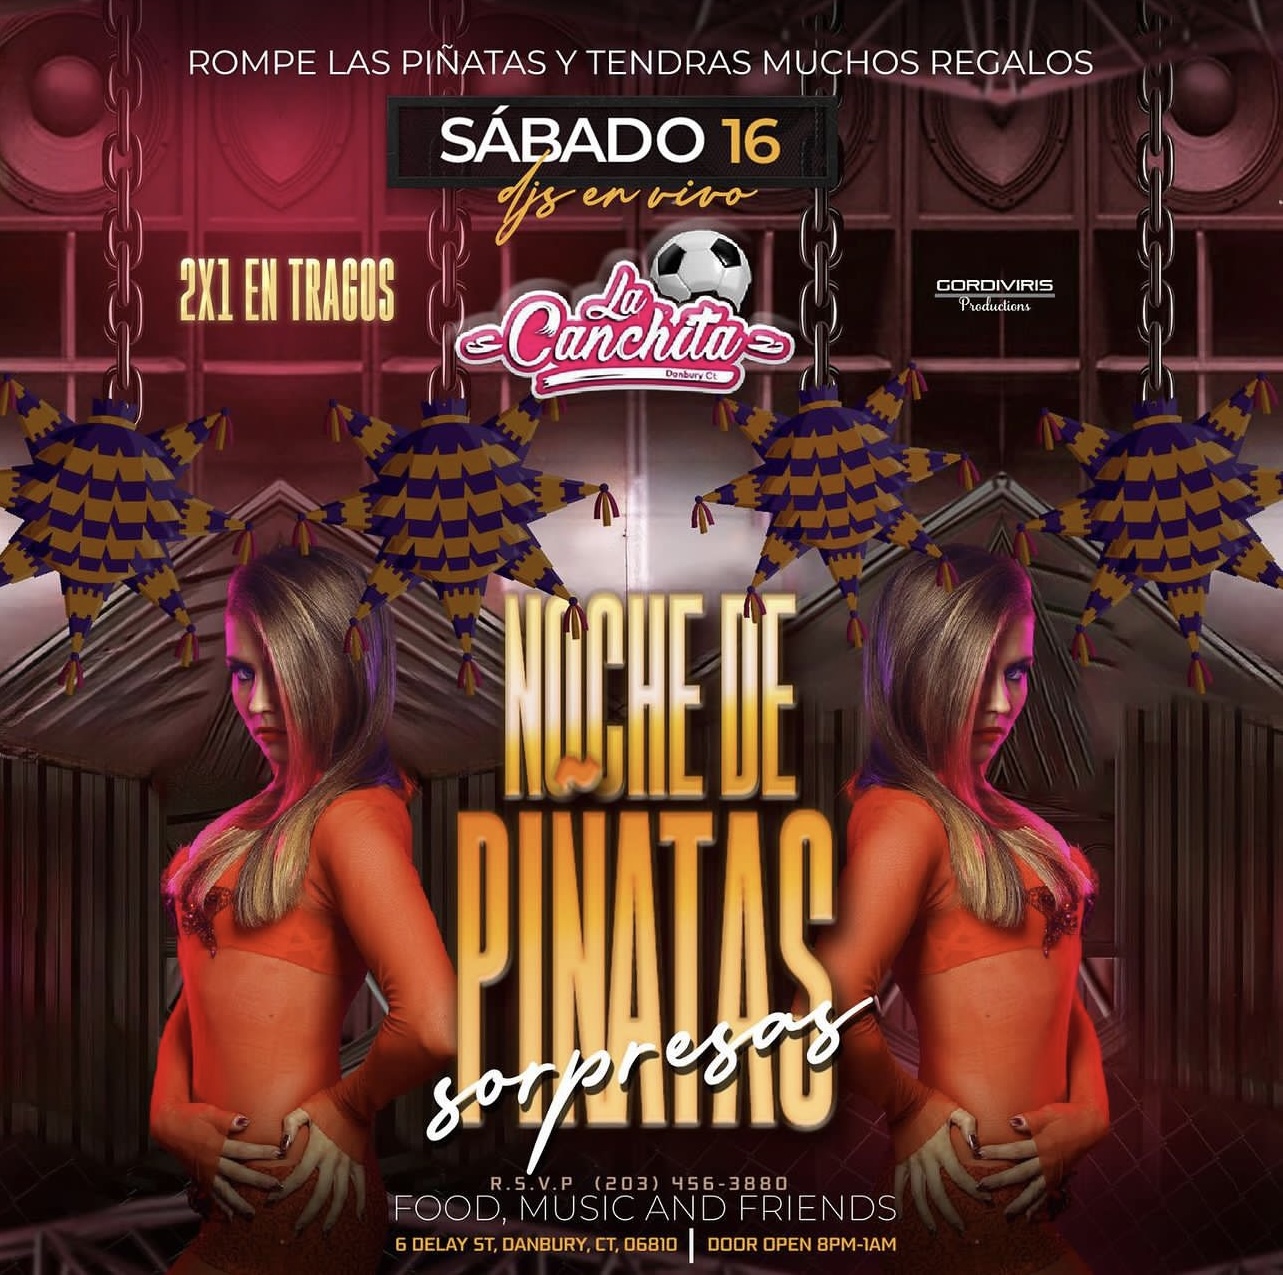 ROMPE LAS PIÑATAS Y TENDRAS MUCHOS REGALOS
SÁBADO 16
djs en vivo
2X1 EN TRAGOS
La
Canchita
Danbury Ct.
GORDIVIRIS
Productions
NOCHE DE
PIÑATAS
sorpresas
R.S.V.P (203) 456-3880
FOOD, MUSIC AND FRIENDS
6 DELAY ST, DANBURY, CT, 06810 | DOOR OPEN 8PM-1AM